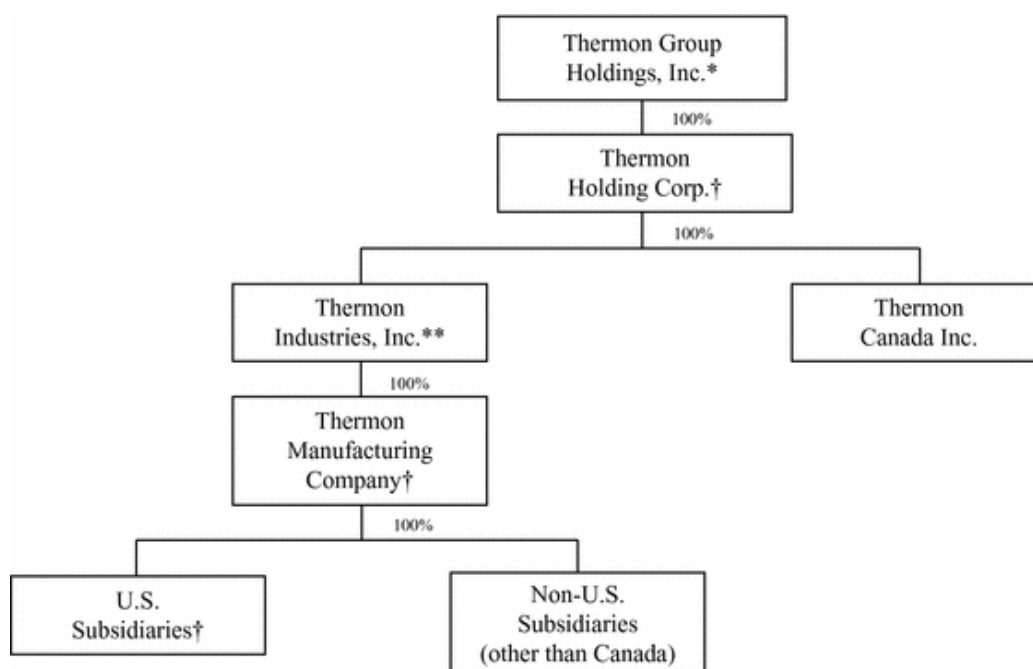 Thermon Group
Holdings, Inc.*
100%
Thermon
Holding Corp.†
100%
Thermon
Industries, Inc.**
Thermon
Canada Inc.
100%
Thermon
Manufacturing
Company†
100%
U.S.
Subsidiaries†
Non-U.S.
Subsidiaries
(other than Canada)